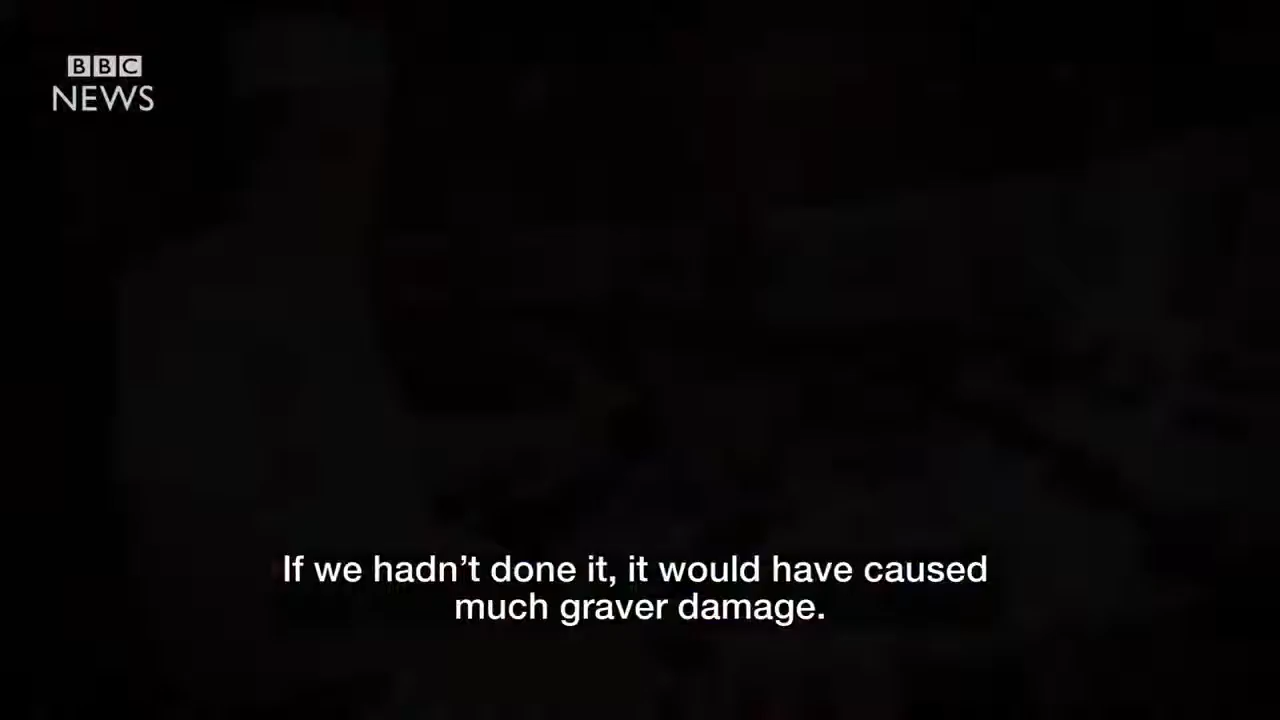 BBC
NEWS
If we hadn’t done it, it would have caused
much graver damage.